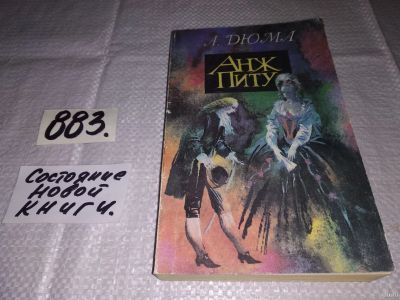 А. ДЮМА
АНЖ
ПИТУ
883.
Состояние
новой
книги.